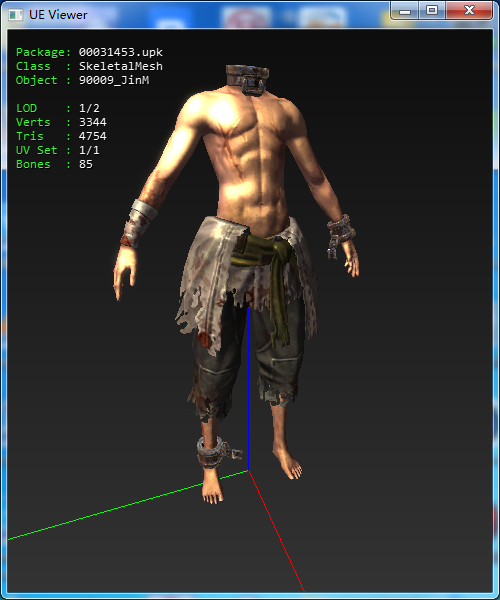 UE Viewer
Package: 00031453.upk
Class : SkeletalMesh
Object : 90009_JinM
LOD : 1/2
Verts : 3344
Tris : 4754
UV Set : 1/1
Bones : 85